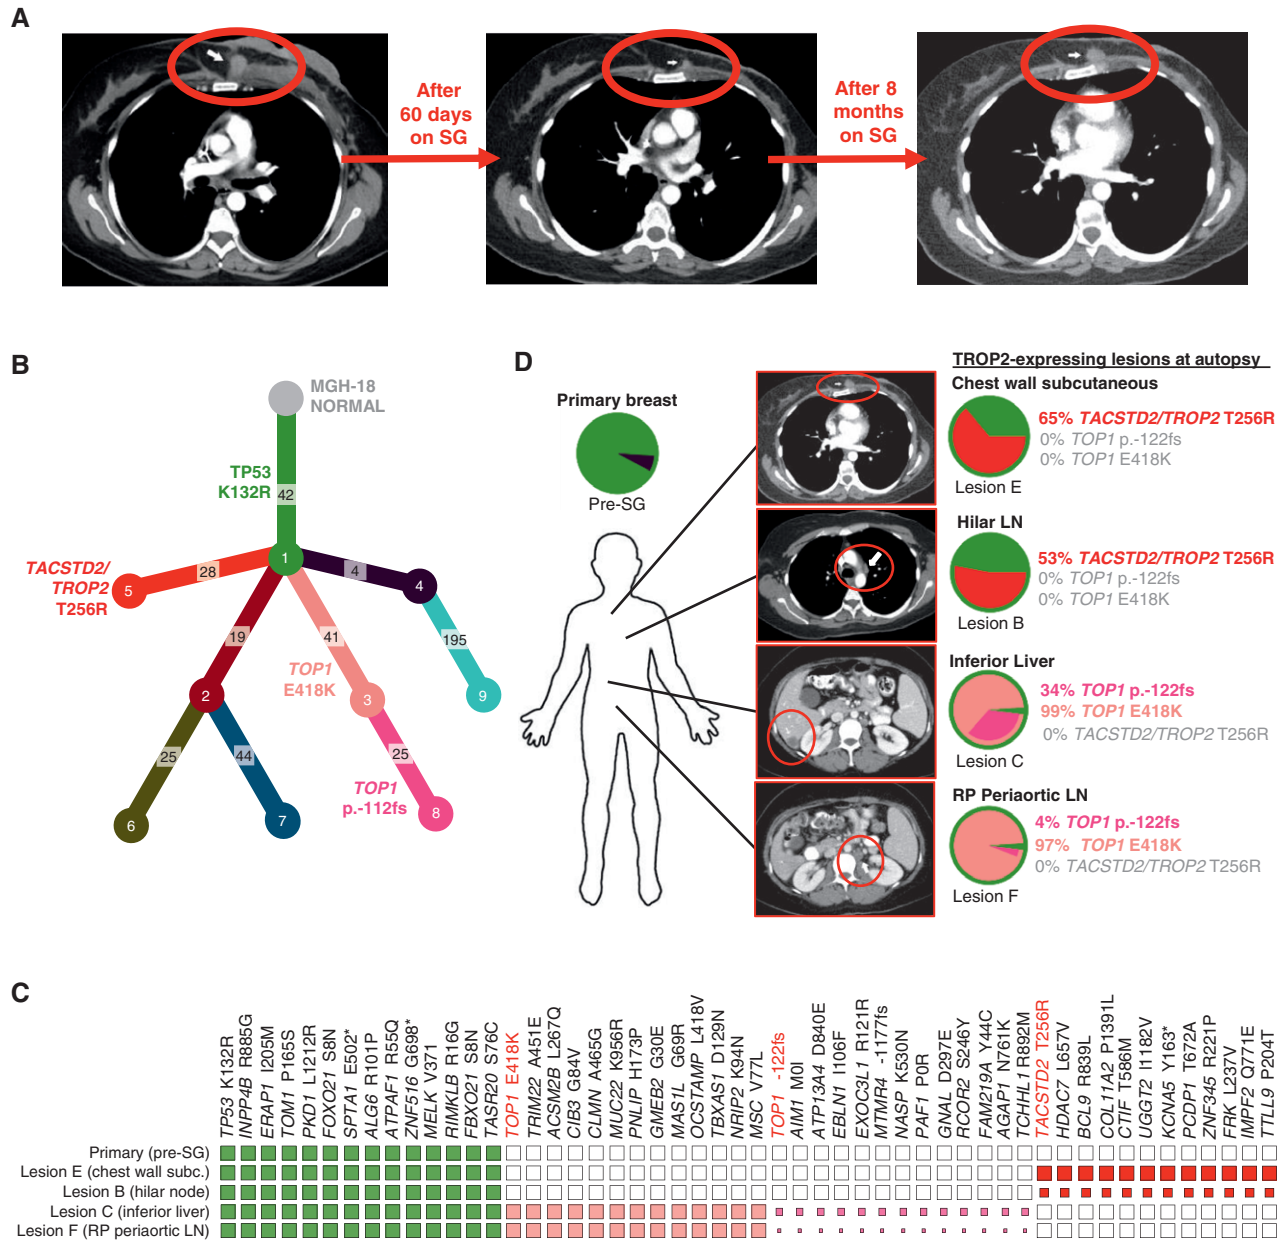 A
After
60 days
on SG
After 8
months
on SG
B
MGH-18
NORMAL
TP53
K132R
42
1
TACSTD2/
TROP2
T256R
5
28
4
4
19
41
195
TOP1
E418K
2
3
9
25
44
25
TOP1
p.-112fs
6
7
8
D
Primary breast
Pre-SG
TROP2-expressing lesions at autopsy
Chest wall subcutaneous
65% TACSTD2/TROP2 T256R
0% TOP1 p.-122fs
0% TOP1 E418K
Lesion E
Hilar LN
53% TACSTD2/TROP2 T256R
0% TOP1 p.-122fs
0% TOP1 E418K
Lesion B
Inferior Liver
34% TOP1 p.-122fs
99% TOP1 E418K
0% TACSTD2/TROP2 T256R
Lesion C
RP Periaortic LN
4% TOP1 p.-122fs
97% TOP1 E418K
0% TACSTD2/TROP2 T256R
Lesion F
C
TP53 K132R
INPP4B R885G
ERAP1 I205M
TOM1 P165S
PKD1 L1212R
FOXO21 S8N
SPTA1 E502*
ALG6 R101P
ATPAF1 R55Q
ZNF516 G698*
MELK V371
RIMKLB R16G
FBXO21 S8N
TASR20 S76C
TOP1 E418K
TRIM22 A451E
ACSM2B L267Q
CIB3 G84V
CLMN A465G
MUC22 K956R
PNLIP H173P
GMEB2 G30E
MAS1L G69R
OCSTAMP L418V
TBXAS1 D129N
NRIP2 K94N
MSC V77L
TOP1 -122fs
AIM1 M0I
ATP13A4 D840E
EBLN1 I106F
EXOC3L1 R121R
MTMR4 -1177fs
NASP K530N
PAF1 P0R
GNAL D297E
RCOR2 S246Y
FAM219A Y44C
AGAP1 N761K
TCHHL1 R892M
TACSTD2 T256R
HDAC7 L657V
BCL9 R839L
COL11A2 P1391L
CTIF T586M
UGGT2 I1182V
KCNA5 Y163*
PCDP1 T672A
ZNF345 R221P
FRK L237V
IMPF2 Q771E
TTLL9 P204T
Primary (pre-SG)
Lesion E (chest wall subc.)
Lesion B (hilar node)
Lesion C (inferior liver)
Lesion F (RP periaortic LN)